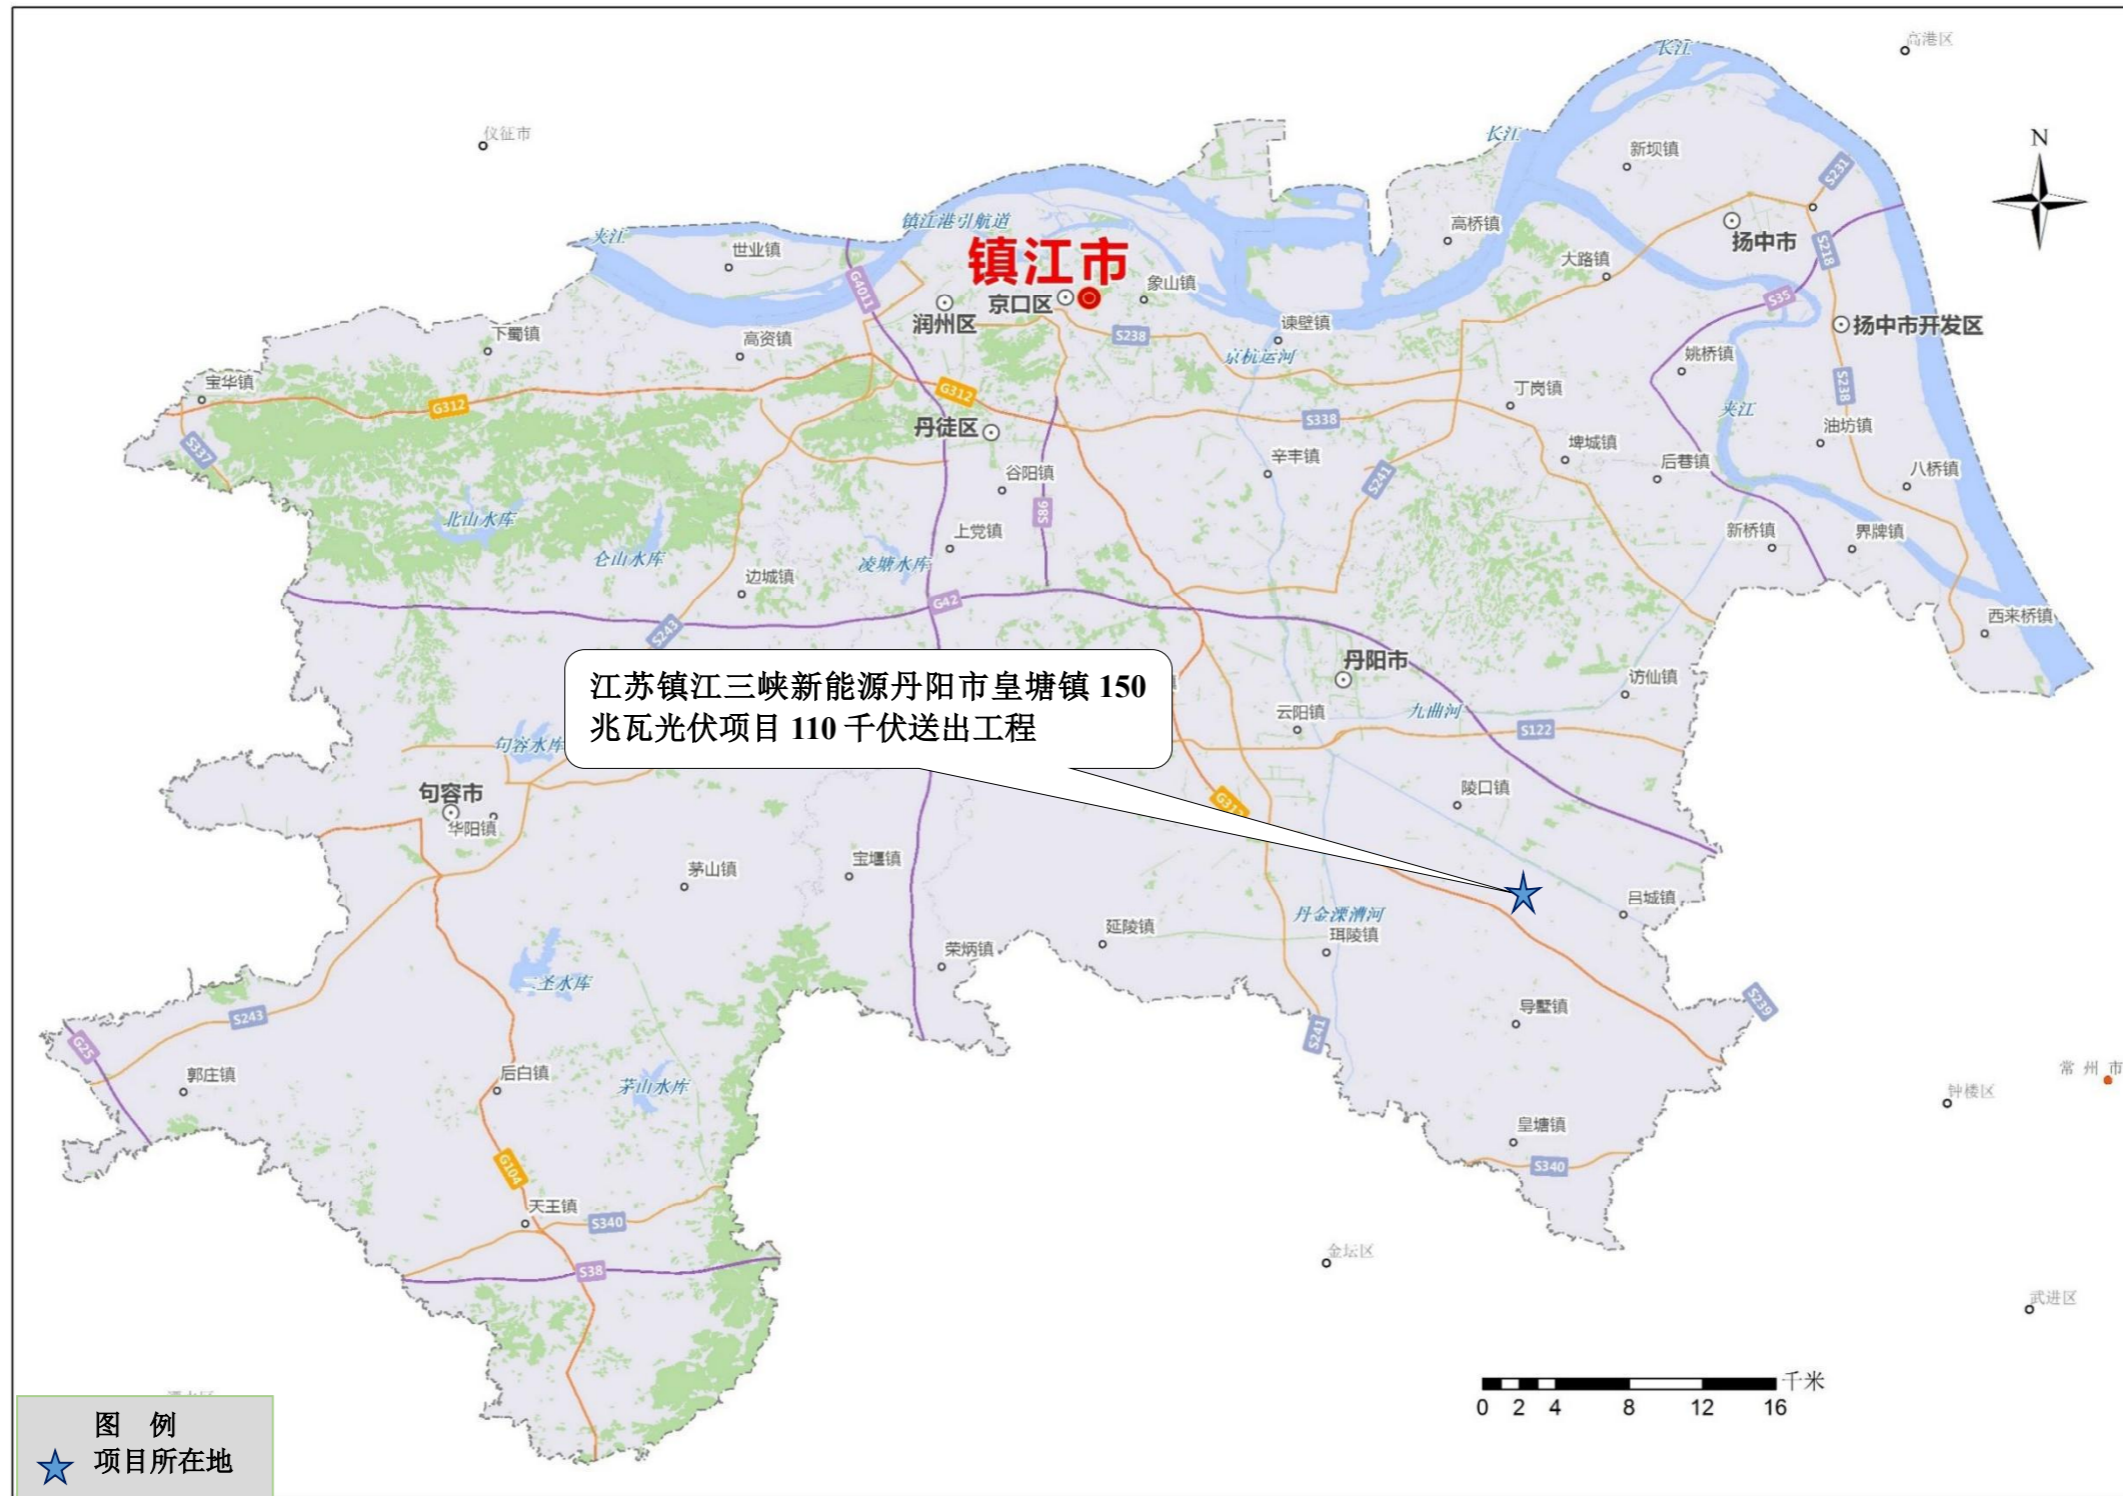 高港区
长江
仪征市
长江
N
新坝镇
S231
镇江港引航道
夹江
世业镇
高桥镇
扬中市
S218
镇江市
大路镇
象山镇
京口区
G4011
S35
润州区
谏壁镇
扬中市开发区
下蜀镇
高资镇
S238
京杭运河
姚桥镇
宝华镇
丁岗镇
S238
G312
G312
夹江
S338
油坊镇
丹徒区
S337
埤城镇
辛丰镇
后巷镇
八桥镇
谷阳镇
S241
S86
北山水库
上党镇
新桥镇
界牌镇
仑山水库
凌塘水库
边城镇
G42
西来桥镇
S243
丹阳市
江苏镇江三峡新能源丹阳市皇塘镇 150
兆瓦光伏项目 110 千伏送出工程
访仙镇
云阳镇
九曲河
S122
句容水库
陵口镇
句容市
华阳镇
茅山镇
宝堰镇
吕城镇
丹金溧漕河
延陵镇
珥陵镇
荣炳镇
二圣水库
S239
导墅镇
S243
S241
G25
郭庄镇
后白镇
茅山水库
常州市
钟楼区
皇塘镇
S340
G104
天王镇
S340
S38
金坛区
武进区
千米
0 2 4 8 12 16
图 例
项目所在地